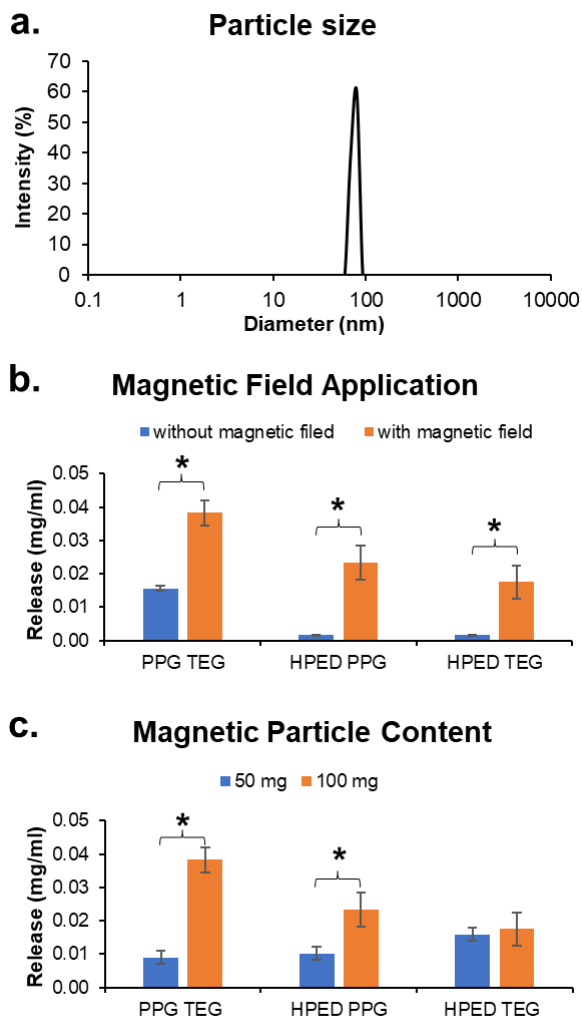 a. Particle size
70
60
50
40
30
20
10
0
Intensity (%)
0.1 1 10 100 1000 10000
Diameter (nm)
b. Magnetic Field Application
without magnetic filed with magnetic field
* * *
0.05
0.04
0.03
0.02
0.01
0.00
Release (mg/ml)
PPG TEG HPED PPG HPED TEG
c. Magnetic Particle Content
50 mg 100 mg
* *
0.05
0.04
0.03
0.02
0.01
0.00
Release (mg/ml)
PPG TEG HPED PPG HPED TEG